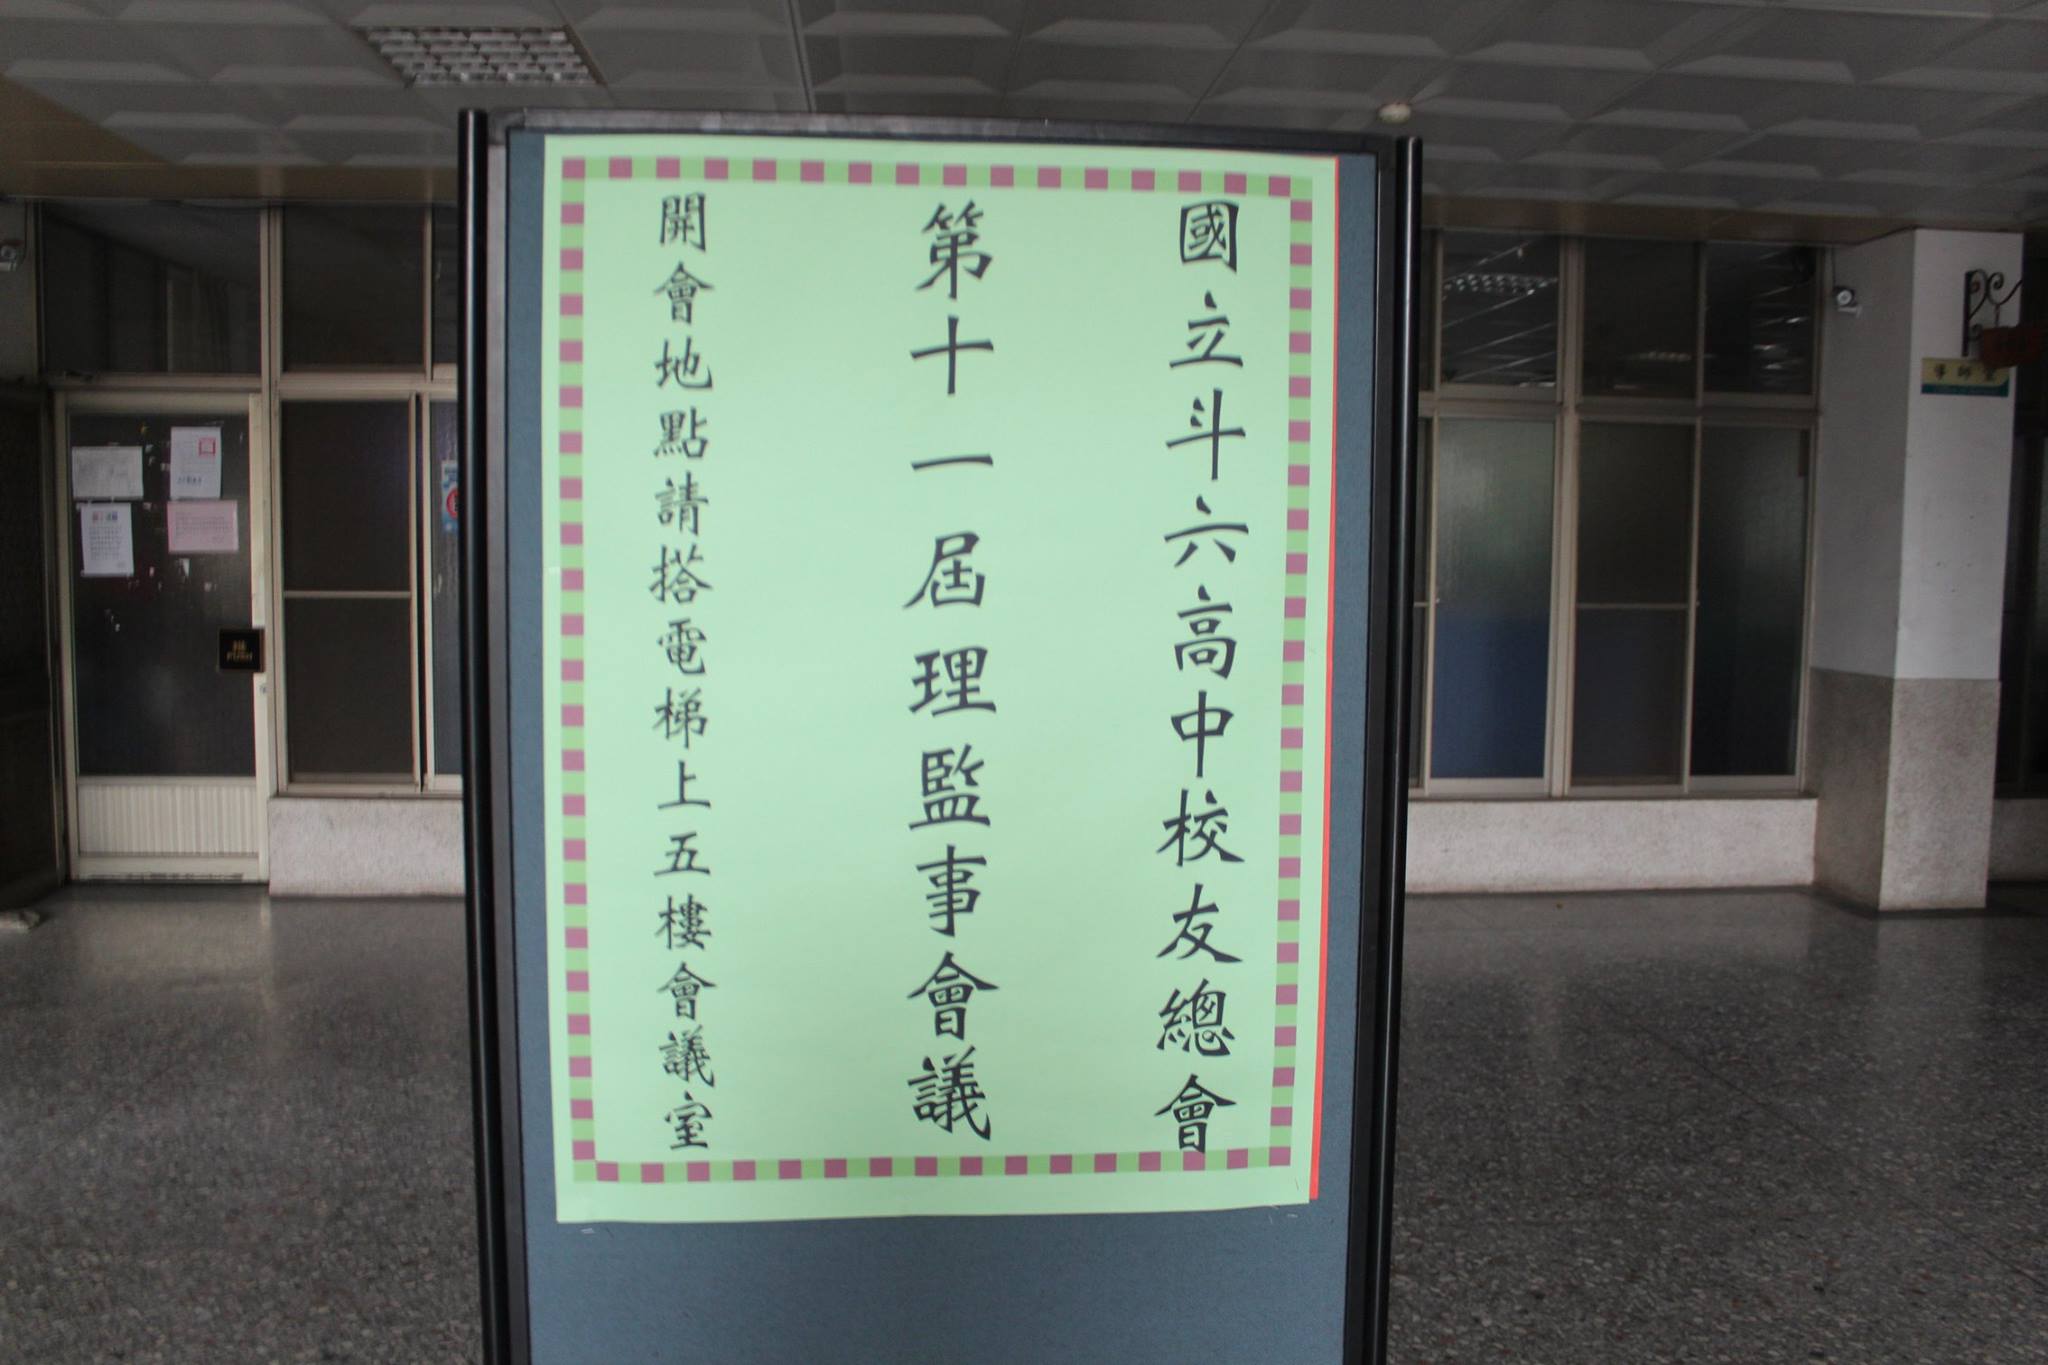 國立斗六高中校友總會
第十一屆理監事會議
開會地點請搭電梯上五樓會議室